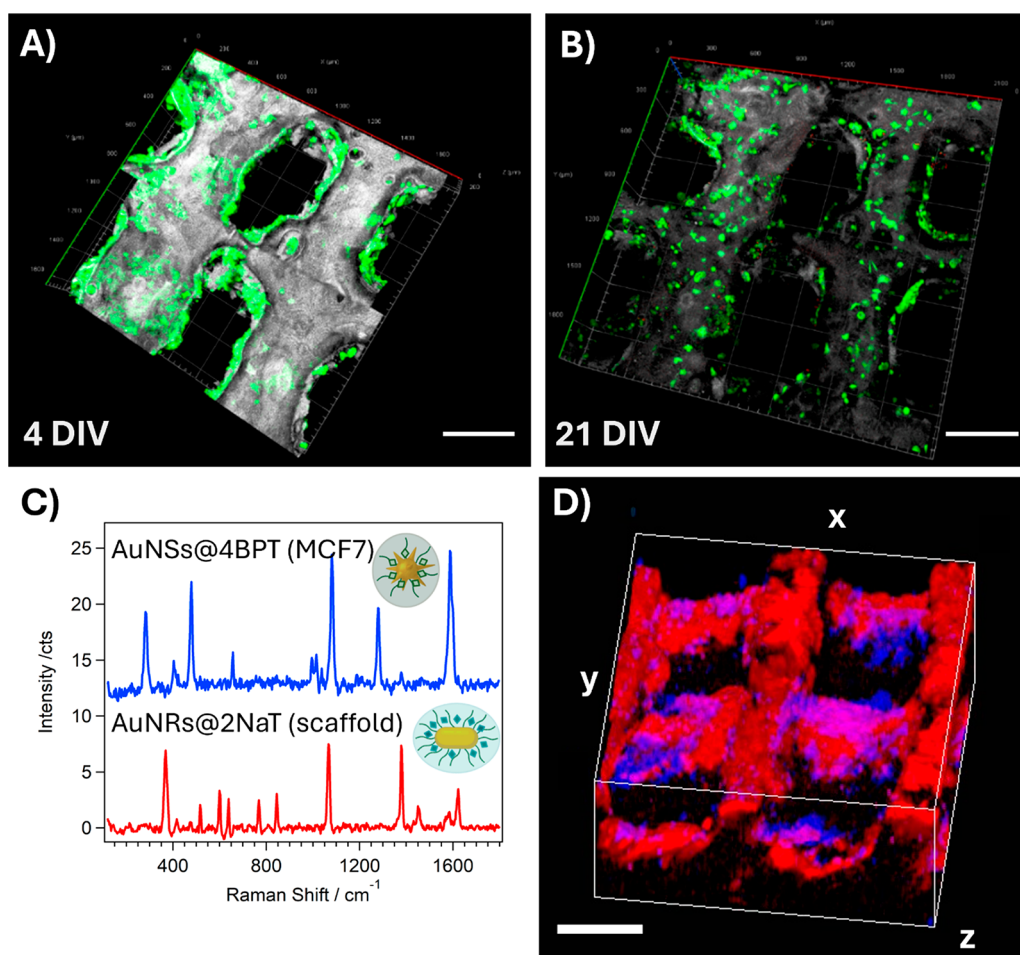 A)
4 DIV
B)
21 DIV
C)
AuNSs@4BPT (MCF7)
AuNRs@2NaT (scaffold)
Intensity /cts
25
20
15
10
5
0
400
800
1200
1600
Raman Shift / cm-1
D)
x
y
z